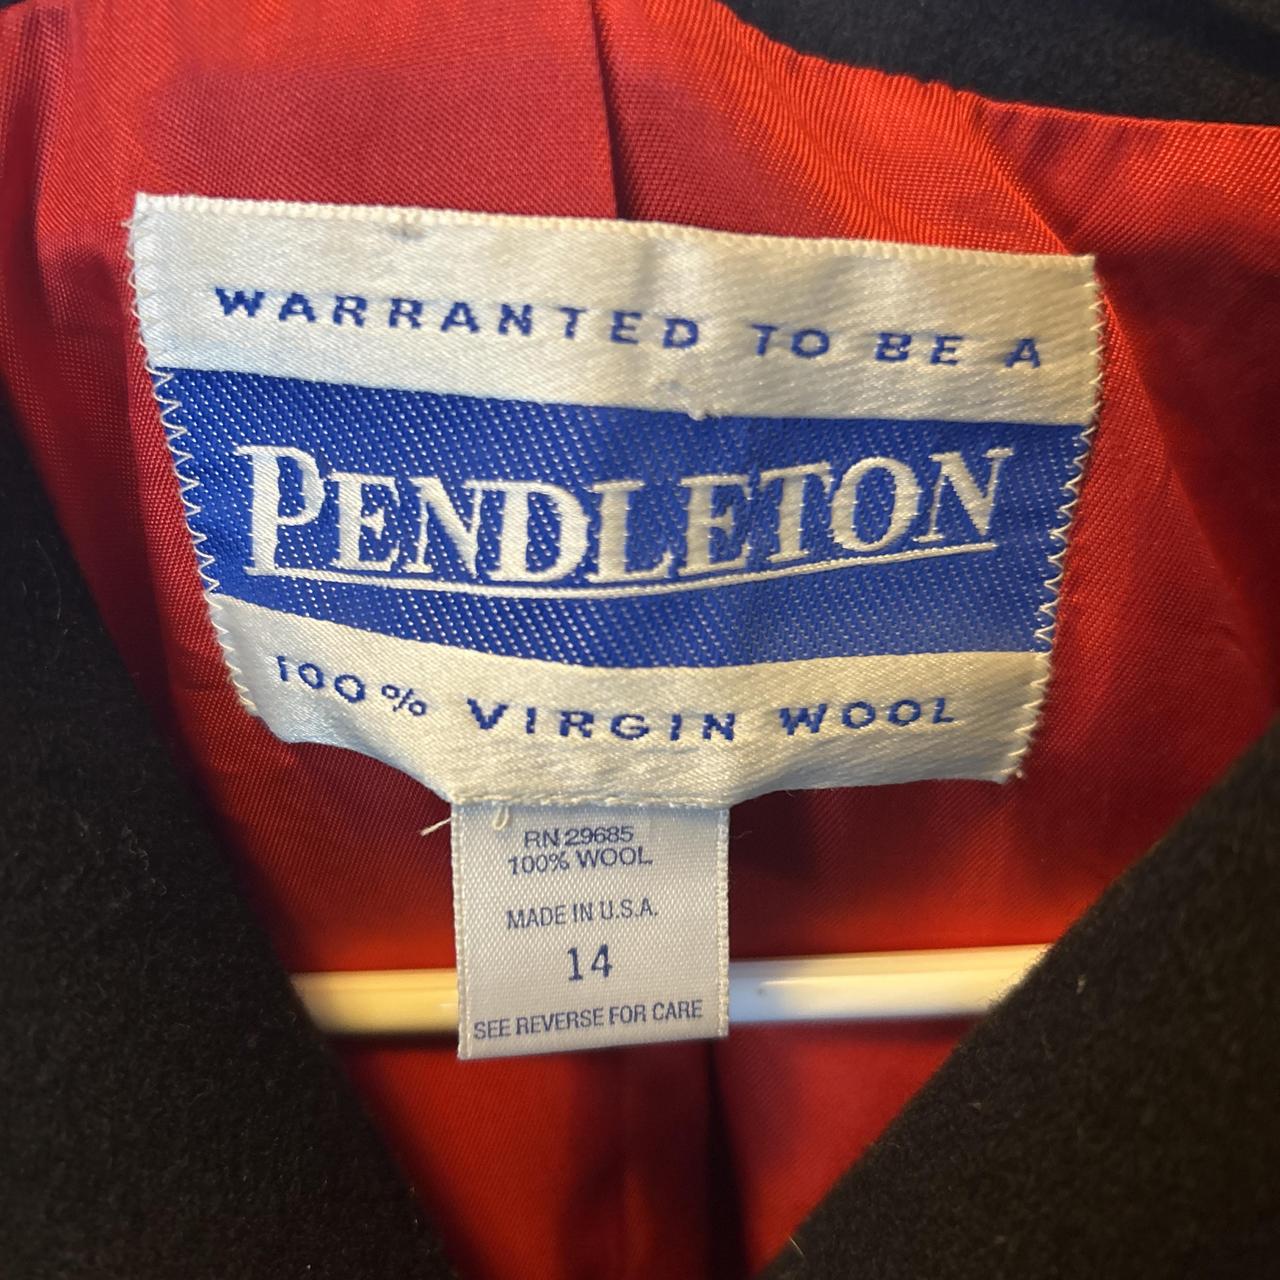 WARRANTED TO BE A
PENDLETON
100% VIRGIN WOOL
RN 29685
100% WOOL
MADE IN U.S.A.
14
SEE REVERSE FOR CARE